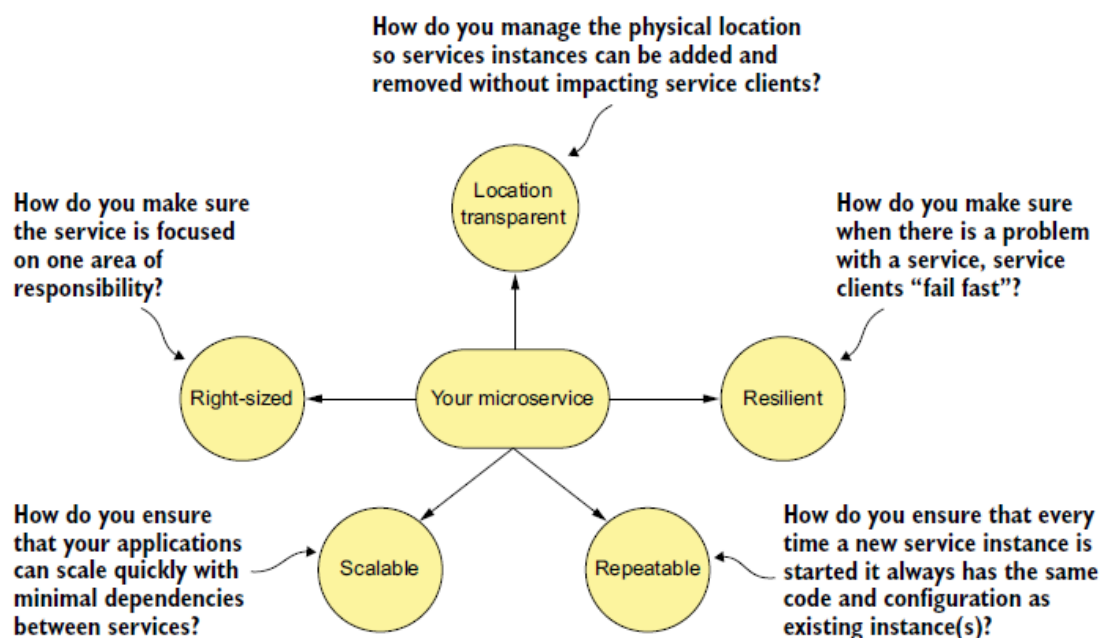 How do you manage the physical location
so services instances can be added and
removed without impacting service clients?
Location
transparent
How do you make sure
the service is focused
on one area of
responsibility?
How do you make sure
when there is a problem
with a service, service
clients “fail fast”?
Right-sized
Your microservice
Resilient
How do you ensure
that your applications
can scale quickly with
minimal dependencies
between services?
Scalable
Repeatable
How do you ensure that every
time a new service instance is
started it always has the same
code and configuration as
existing instance(s)?